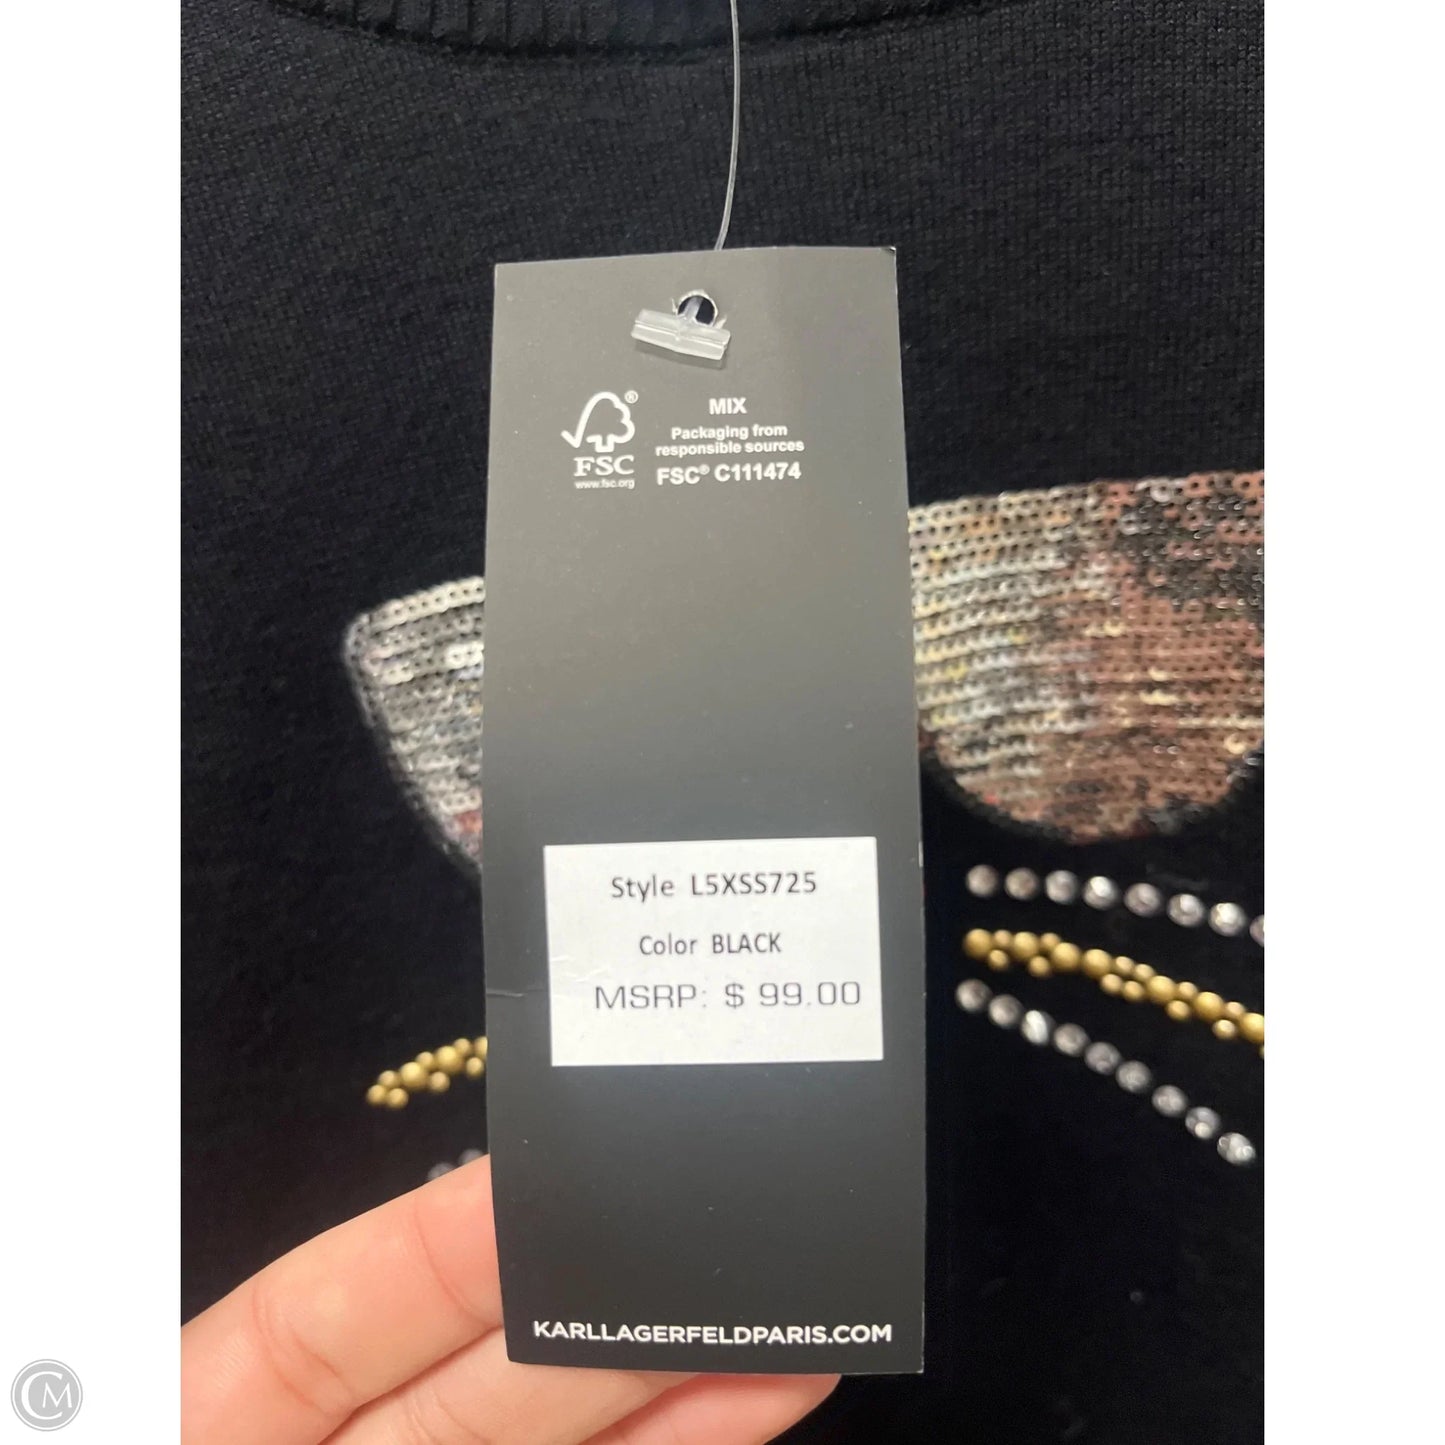 MIX
Packaging from
responsible sources
FSC® C111474
®
FSC
www.fsc.org
Style L5XSS725
Color BLACK
MSRP: $ 99.00
KARLLAGERFELDPARIS.COM
CM